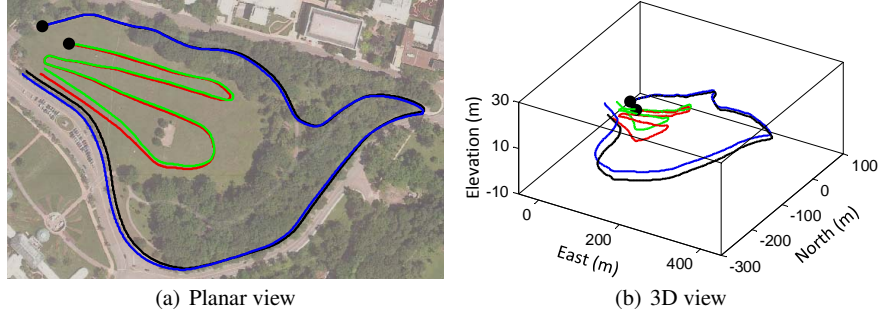 Elevation (m)
30
10
-10
0
200
400
East (m)
100
0
-100
-200
-300
North (m)
(a) Planar view
(b) 3D view